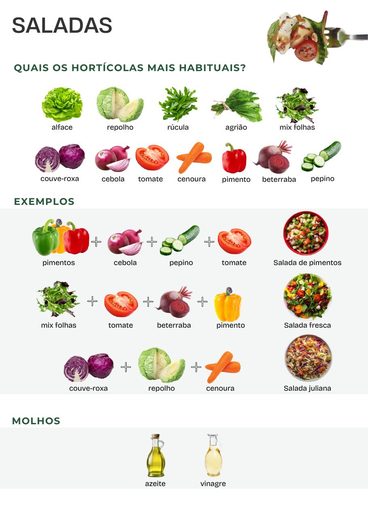 SALADAS
QUAIS OS HORTÍCOLAS MAIS HABITUAIS?
alface repolho rúcula agrião mix folhas
couve-roxa cebola tomate cenoura pimento beterraba pepino
EXEMPLOS
pimentos + cebola + pepino + tomate Salada de pimentos
mix folhas + tomate + beterraba + pimento Salada fresca
couve-roxa + repolho + cenoura Salada juliana
MOLHOS
azeite vinagre